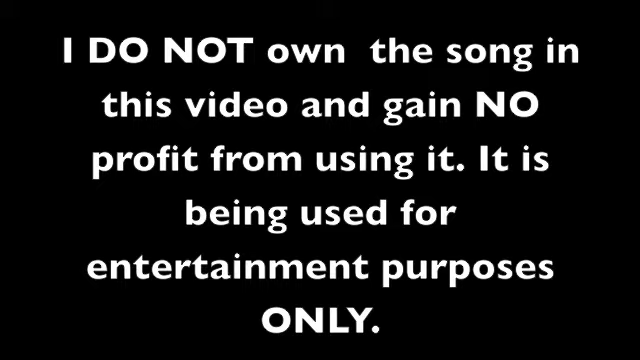 I DO NOT own the song in
this video and gain NO
profit from using it. It is
being used for
entertainment purposes
ONLY.